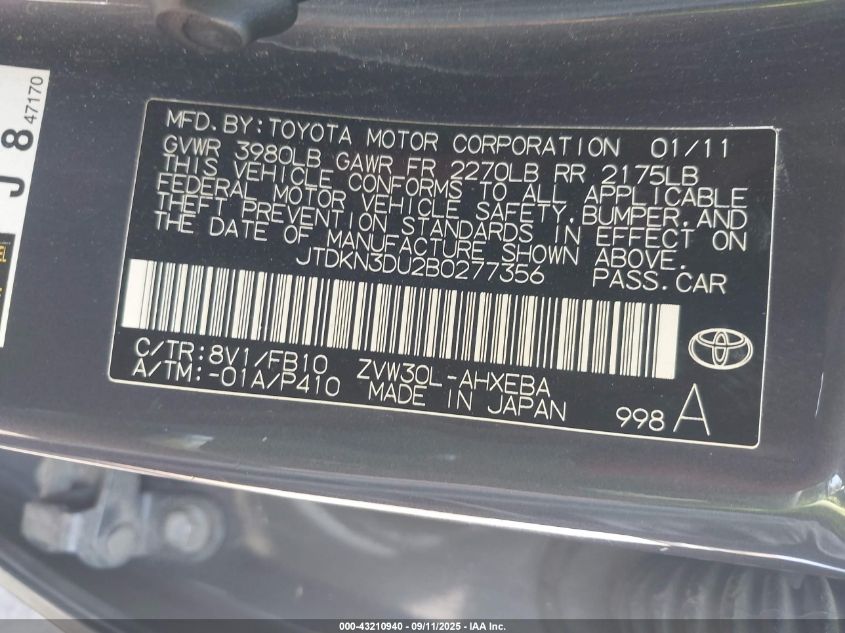 J 8 47170
MFD. BY: TOYOTA MOTOR CORPORATION 01/11
GVWR 3980LB GAWR FR 2270LB RR 2175LB
THIS VEHICLE CONFORMS TO ALL APPLICABLE
FEDERAL MOTOR VEHICLE SAFETY, BUMPER, AND
THEFT PREVENTION STANDARDS IN EFFECT ON
THE DATE OF MANUFACTURE SHOWN ABOVE.
JTDKN3DU2B0277356 PASS. CAR
C/TR: 8V1/FB10 ZVW30L-AHXEBA
A/TM: -01A/P410 MADE IN JAPAN
998 A
000-43210940 - 09/11/2025 - IAA Inc.